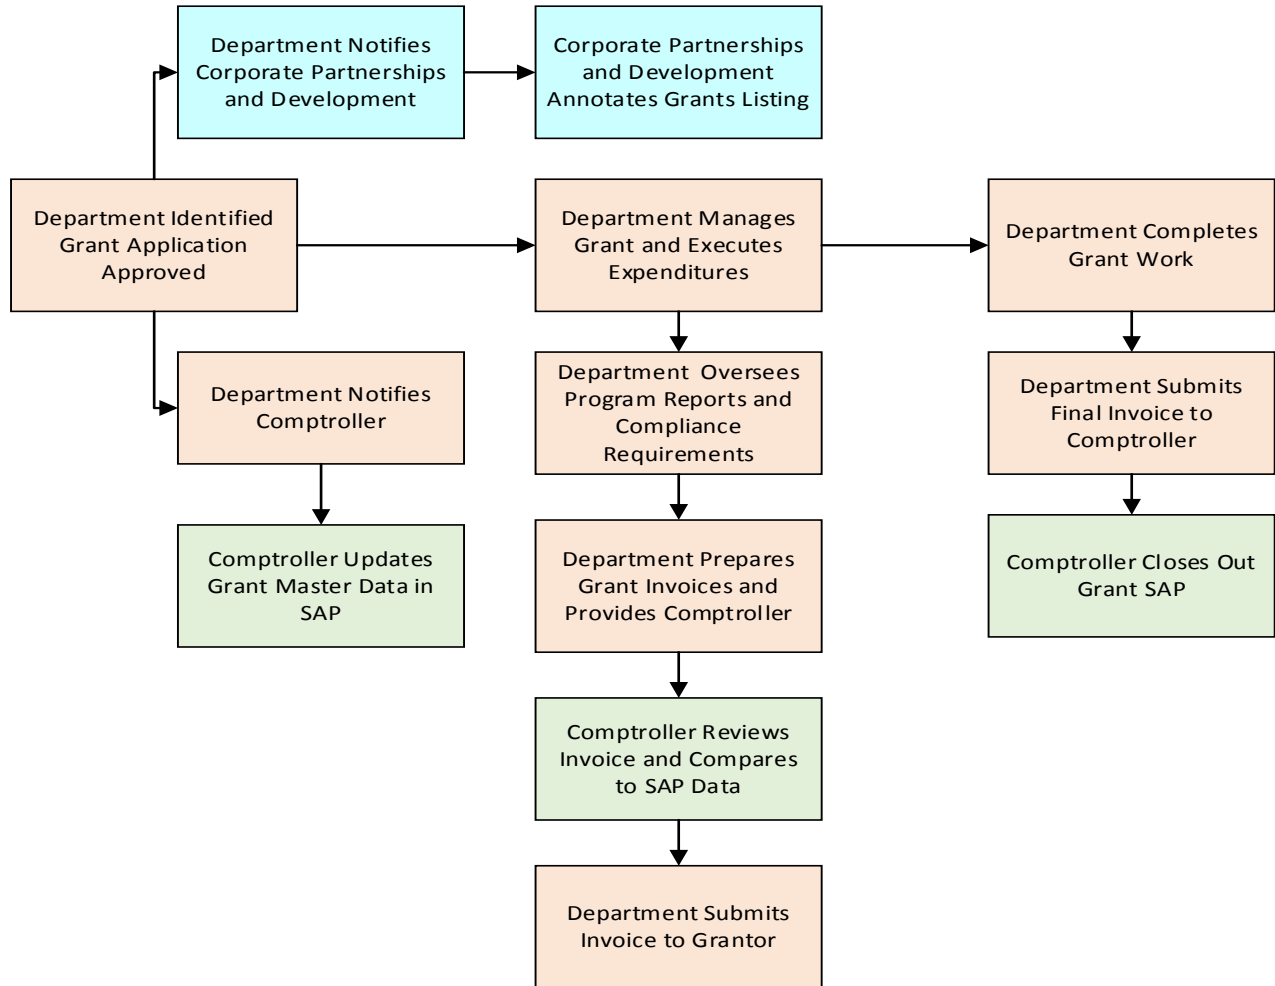 Department Notifies
Corporate Partnerships
and Development
Corporate Partnerships
and Development
Annotates Grants Listing
Department Identified
Grant Application
Approved
Department Manages
Grant and Executes
Expenditures
Department Completes
Grant Work
Department Notifies
Comptroller
Department Oversees
Program Reports and
Compliance
Requirements
Department Submits
Final Invoice to
Comptroller
Comptroller Updates
Grant Master Data in
SAP
Department Prepares
Grant Invoices and
Provides Comptroller
Comptroller Closes Out
Grant SAP
Comptroller Reviews
Invoice and Compares
to SAP Data
Department Submits
Invoice to Grantor